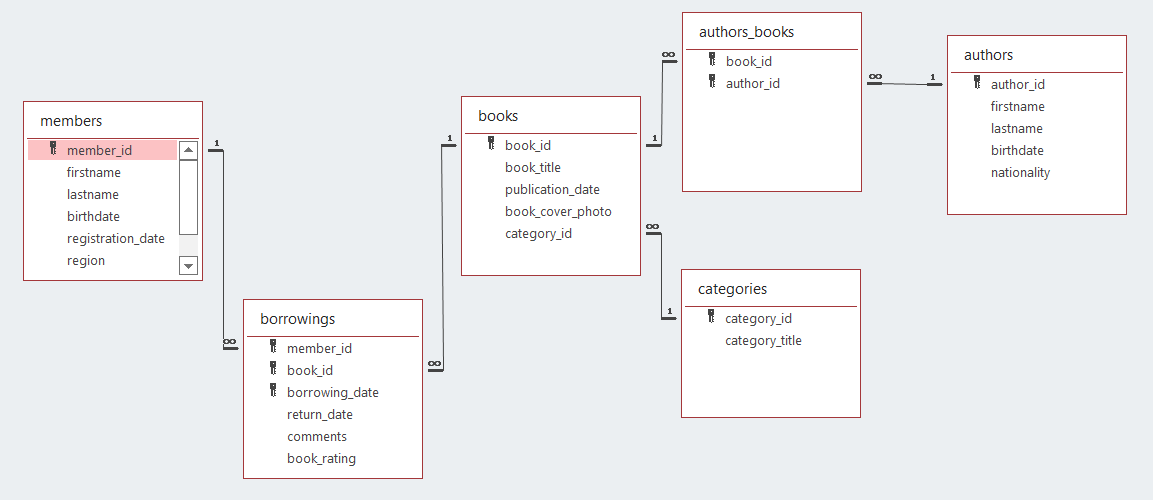 members
member_id
firstname
lastname
birthdate
registration_date
region
1
∞
borrowings
member_id
book_id
borrowing_date
return_date
comments
book_rating
∞
1
books
book_id
book_title
publication_date
book_cover_photo
category_id
1
∞
∞
1
authors_books
book_id
author_id
∞
1
authors
author_id
firstname
lastname
birthdate
nationality
categories
category_id
category_title